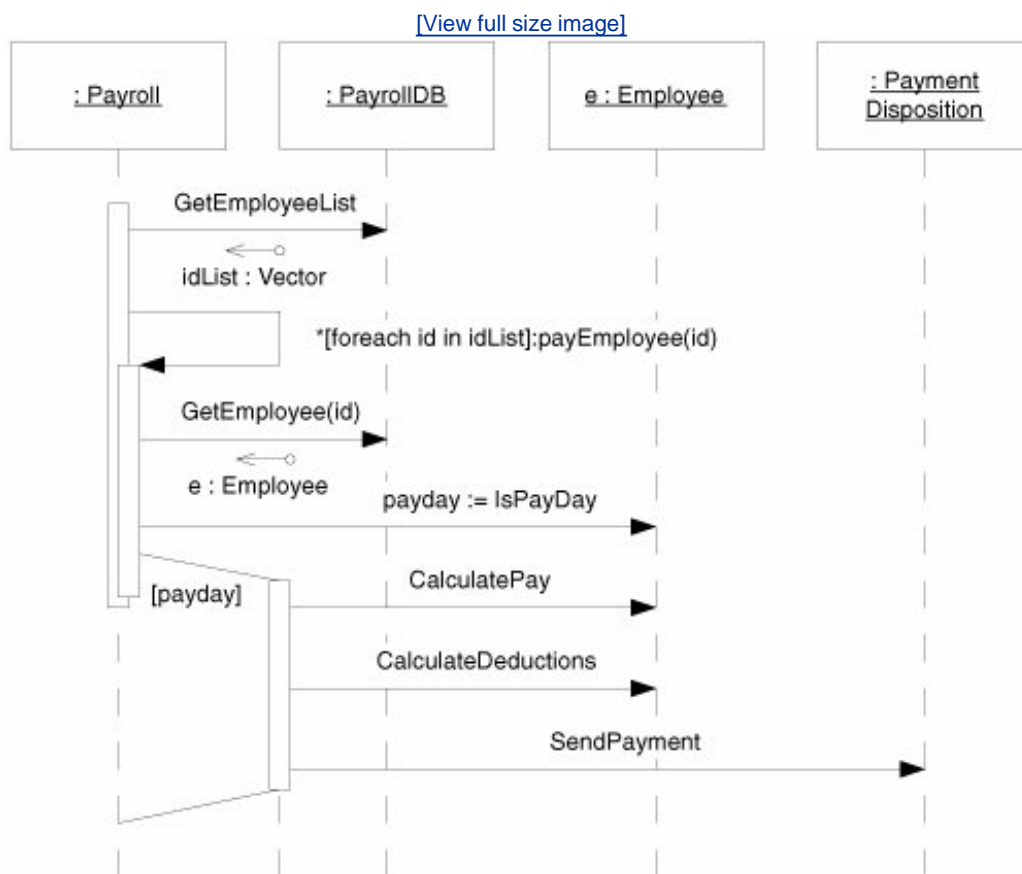 [View full size image]
: Payroll
: PayrollDB
e : Employee
: Payment
Disposition
GetEmployeeList
idList : Vector
*[foreach id in idList]:payEmployee(id)
GetEmployee(id)
e : Employee
payday := IsPayDay
[payday]
CalculatePay
CalculateDeductions
SendPayment